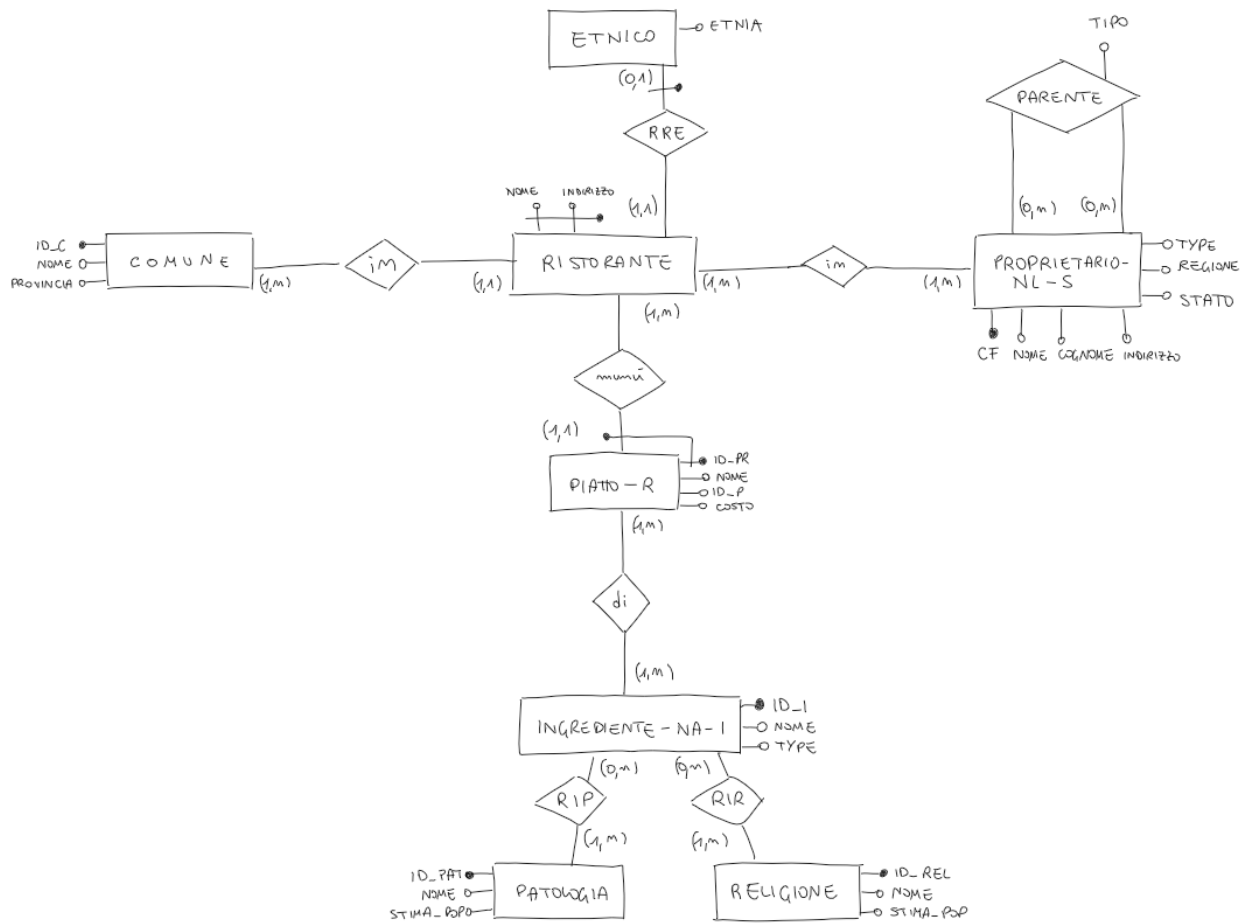 ETNICO
ETNIA
(0,1)
RRE
(1,1)
TIPO
PARENTE
(0,n)
(0,n)
NOME
INDIRIZZO
ID_C
NOME
PROVINCIA
COMUNE
(1,n)
im
(1,1)
RISTORANTE
(1,n)
in
(1,n)
PROPRIETARIO-
NL-S
TYPE
REGIONE
STATO
CF
NOME
COGNOME
INDIRIZZO
(1,n)
munú
(1,1)
PIATTO-R
ID_PR
NOME
ID_P
COSTO
(1,n)
di
(1,n)
INGREDIENTE-NA-I
ID_I
NOME
TYPE
(0,n)
(0,n)
RIP
RIR
(1,n)
(1,n)
ID_PAT
NOME
STIMA_POP
PATOLOGIA
RELIGIONE
ID_REL
NOME
STIMA_POP